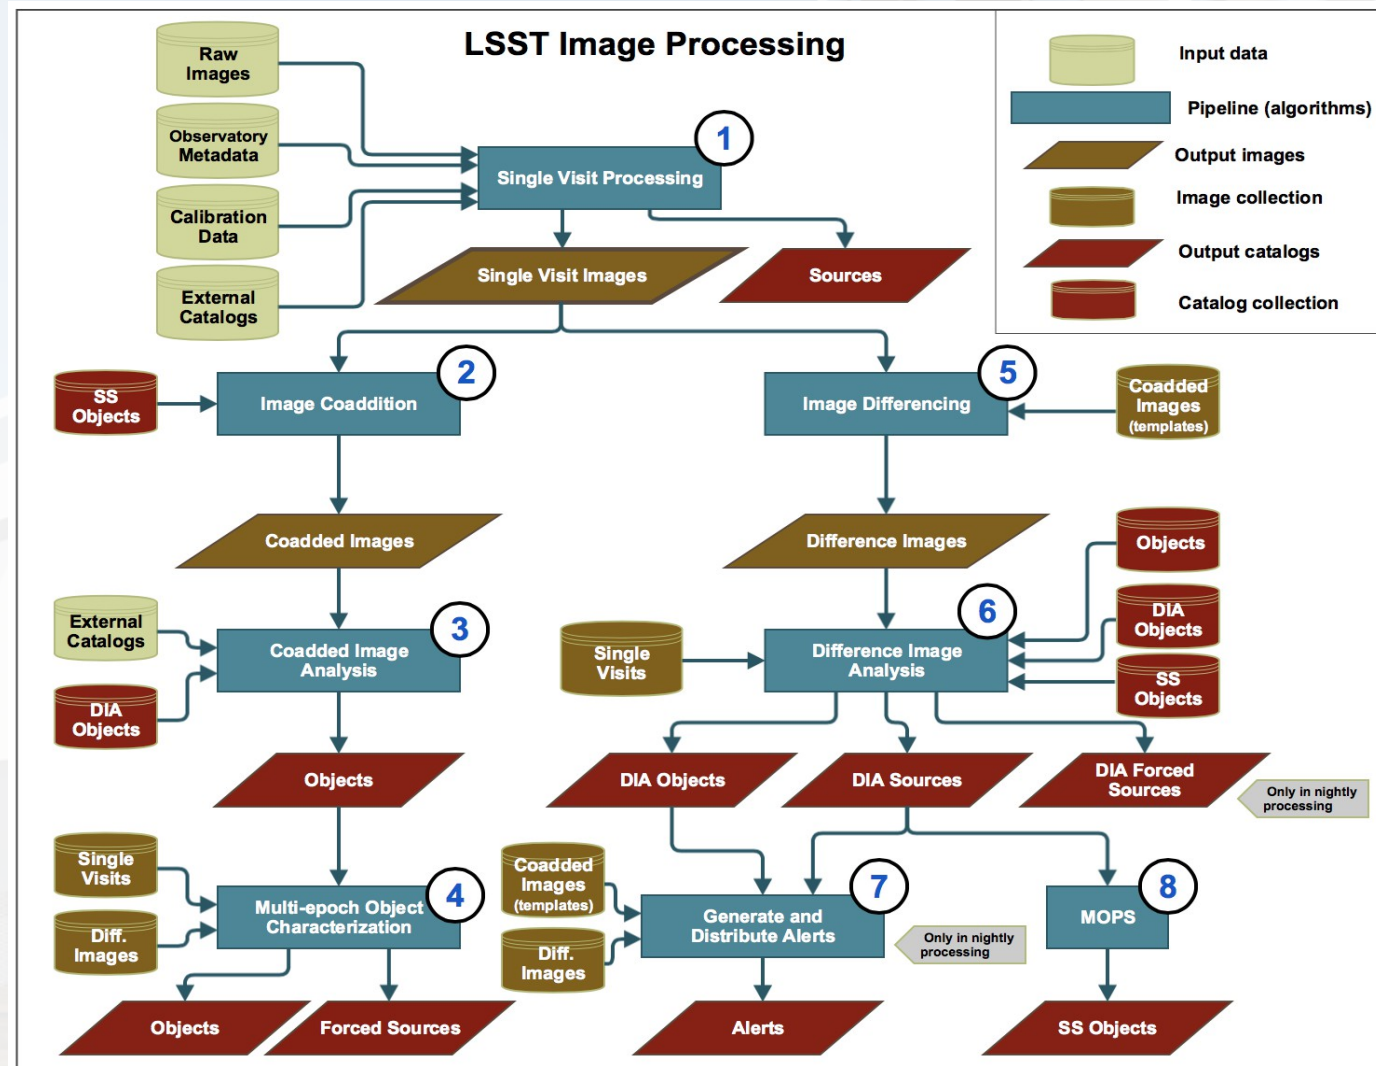 LSST Image Processing
Raw
Images
Observatory
Metadata
Calibration
Data
External
Catalogs
1
Single Visit Processing
Single Visit Images
Sources
Input data
Pipeline (algorithms)
Output images
Image collection
Output catalogs
Catalog collection
SS
Objects
2
Image Coaddition
5
Image Differencing
Coadded
Images
(templates)
Coadded Images
Difference Images
Objects
DIA
Objects
SS
Objects
External
Catalogs
DIA
Objects
3
Coadded Image
Analysis
Single
Visits
6
Difference Image
Analysis
Objects
DIA Objects
DIA Sources
DIA Forced
Sources
Only in nightly
processing
Single
Visits
Diff.
Images
4
Multi-epoch Object
Characterization
Coadded
Images
(templates)
Diff.
Images
7
Generate and
Distribute Alerts
Only in nightly
processing
8
MOPS
Objects
Forced Sources
Alerts
SS Objects